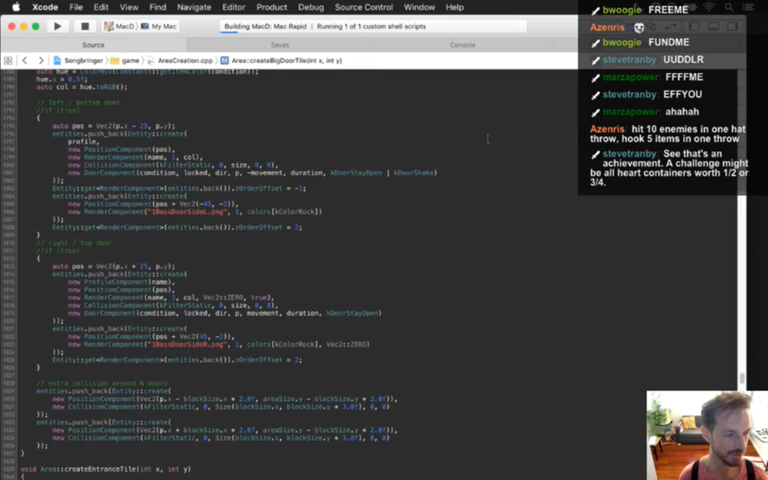 Xcode File Edit View Find Navigate Editor Product Debug Source Control Window Help
bwoogie FREEME
Azenris
bwoogie FUNDME
stevetranby UUDDLR
marzapower FFFFME
stevetranby EFFYOU
marzapower ahahah
Azenris: hit 10 enemies in one hat
throw, hook 5 items in one throw
stevetranby See that's an
achievement. A challenge might
be all heart containers worth 1/2 or
3/4.
MacD My Mac
Building MacD: Mac Rapid Running 1 of 1 custom shell scripts
Source Saves Console
Songbringer game AreaCreation.cpp Area::createBigDoorTile(int x, int y)
hue.s = 0.5f;
auto col = hue.toRGB();
// left / bottom door
//if (true)
{
auto pos = Vec2(p.x - 25, p.y);
entities.push_back(Entity::create(
profile,
new PositionComponent(pos),
new RenderComponent(name, 1, col),
new CollisionComponent(kFilterStatic, 0, size, 0, 0),
new DoorComponent(condition, locked, dir, p, -movement, duration, kDoorStayOpen | kDoorShake)
));
Entity::get<RenderComponent>(entities.back()).zOrderOffset = -1;
entities.push_back(Entity::create(
new PositionComponent(pos + Vec2(-45, -2)),
new RenderComponent("1BossDoorSideL.png", 1, colors[kColorRock])
));
Entity::get<RenderComponent>(entities.back()).zOrderOffset = 2;
}
// right / top door
//if (true)
{
auto pos = Vec2(p.x + 25, p.y);
entities.push_back(Entity::create(
new ProfileComponent(name),
new PositionComponent(pos),
new RenderComponent(name, 1, col, Vec2::ZERO, true),
new CollisionComponent(kFilterStatic, 0, size, 0, 0),
new DoorComponent(condition, locked, dir, p, movement, duration, kDoorStayOpen)
));
entities.push_back(Entity::create(
new PositionComponent(pos + Vec2(45, -2)),
new RenderComponent("1BossDoorSideR.png", 1, colors[kColorRock], Vec2::ZERO)
));
Entity::get<RenderComponent>(entities.back()).zOrderOffset = 2;
}
// extra collision around N doors
entities.push_back(Entity::create(
new PositionComponent(Vec2(p.x - blockSize.x * 2.0f, areaSize.y - blockSize.y * 2.0f)),
new CollisionComponent(kFilterStatic, 0, Size(blockSize.x, blockSize.y * 3.0f), 0, 0)
));
entities.push_back(Entity::create(
new PositionComponent(Vec2(p.x + blockSize.x * 2.0f, areaSize.y - blockSize.y * 2.0f)),
new CollisionComponent(kFilterStatic, 0, Size(blockSize.x, blockSize.y * 3.0f), 0, 0)
));
}
void Area::createEntranceTile(int x, int y)
{